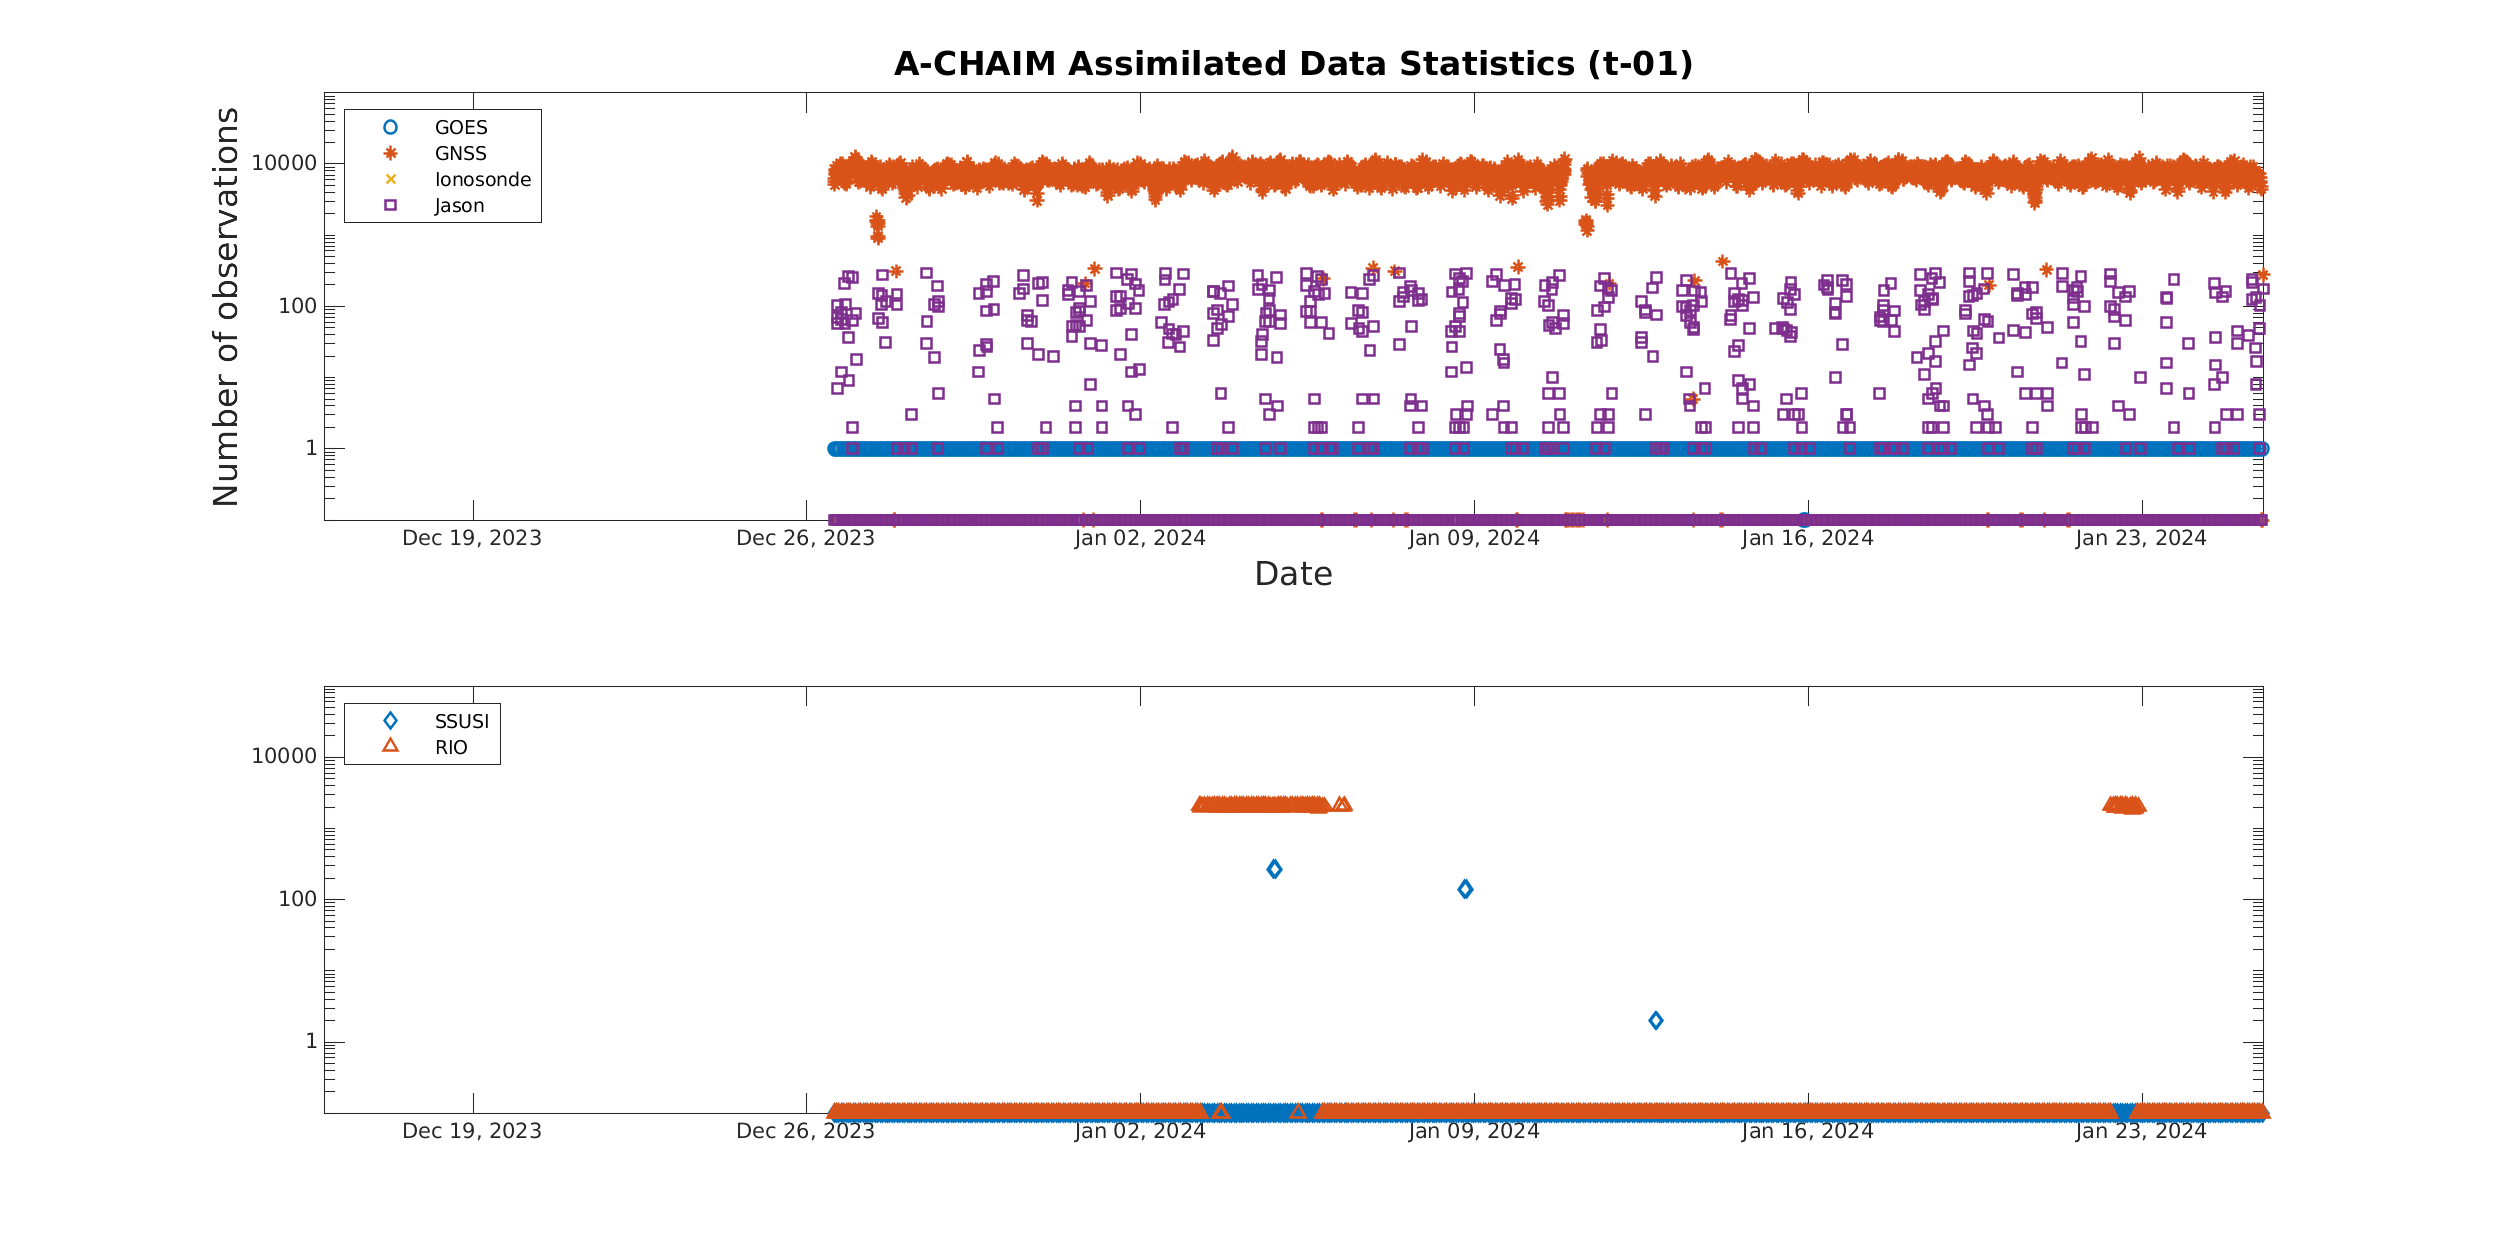 A-CHAIM Assimilated Data Statistics (t-01)
Number of observations
10000
100
1
GOES
GNSS
Ionosonde
Jason
Dec 19, 2023
Dec 26, 2023
Jan 02, 2024
Jan 09, 2024
Jan 16, 2024
Jan 23, 2024
Date
10000
100
1
SSUSI
RIO
Dec 19, 2023
Dec 26, 2023
Jan 02, 2024
Jan 09, 2024
Jan 16, 2024
Jan 23, 2024